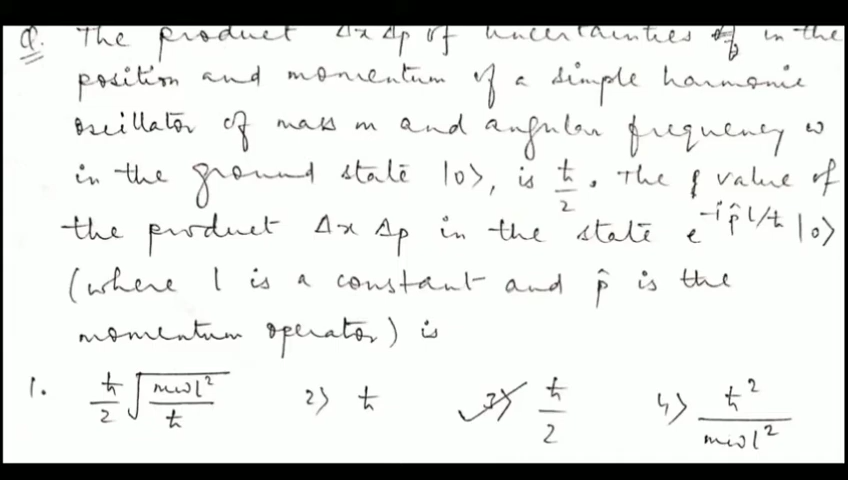 Q. The product Δx Δp of uncertainties in the
position and momentum of a simple harmonic
oscillator of mass m and angular frequency ω
in the ground state |0>, is ħ/2. The value of
the product Δx Δp in the state e^{-i p̂ l/ħ} |0>
(where l is a constant and p̂ is the
momentum operator) is
1. ħ/2 √(mωl²/ħ) 2) ħ 3) ħ/2 4) ħ²/mωl²